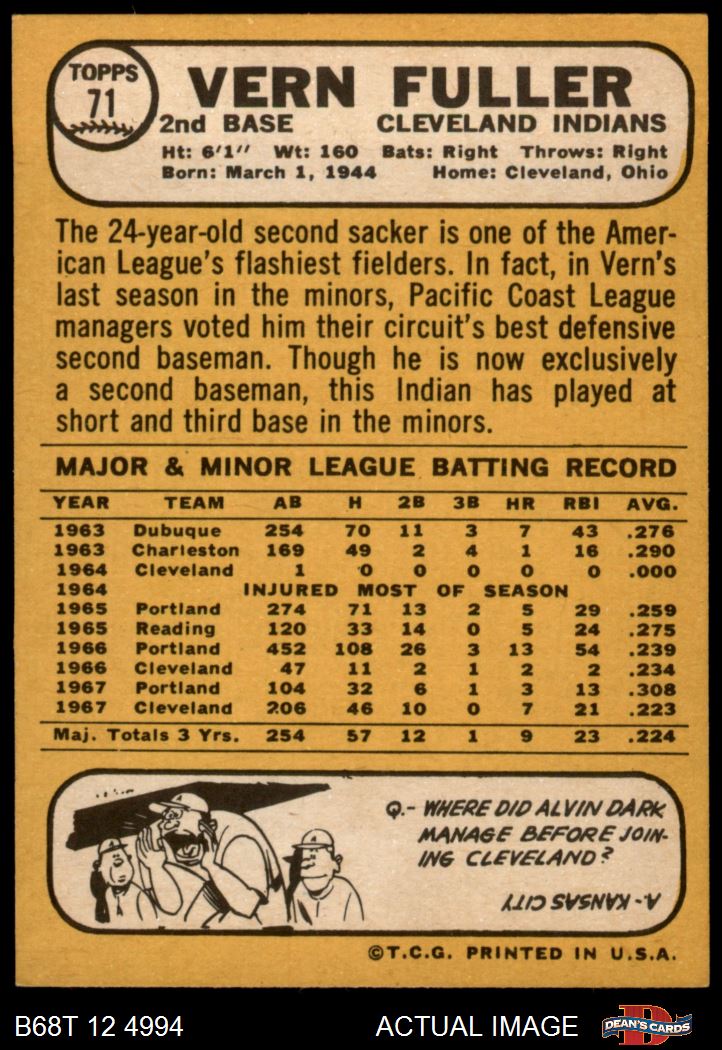 TOPPS
71
VERN FULLER
2nd BASE CLEVELAND INDIANS
Ht: 6'1'' Wt: 160 Bats: Right Throws: Right
Born: March 1, 1944 Home: Cleveland, Ohio
The 24-year-old second sacker is one of the Amer-
ican League's flashiest fielders. In fact, in Vern's
last season in the minors, Pacific Coast League
managers voted him their circuit's best defensive
second baseman. Though he is now exclusively
a second baseman, this Indian has played at
short and third base in the minors.
MAJOR & MINOR LEAGUE BATTING RECORD
YEAR TEAM AB H 2B 3B HR RBI AVG.
1963 Dubuque 254 70 11 3 7 43 .276
1963 Charleston 169 49 2 4 1 16 .290
1964 Cleveland 1 0 0 0 0 0 .000
1964 INJURED MOST OF SEASON
1965 Portland 274 71 13 2 5 29 .259
1965 Reading 120 33 14 0 5 24 .275
1966 Portland 452 108 26 3 13 54 .239
1966 Cleveland 47 11 2 1 2 2 .234
1967 Portland 104 32 6 1 3 13 .308
1967 Cleveland 206 46 10 0 7 21 .223
Maj. Totals 3 Yrs. 254 57 12 1 9 23 .224
Q.- WHERE DID ALVIN DARK
MANAGE BEFORE JOIN-
ING CLEVELAND?
A- KANSAS CITY
©T.C.G. PRINTED IN U.S.A.
B68T 12 4994 ACTUAL IMAGE
D
DEAN'S CARDS